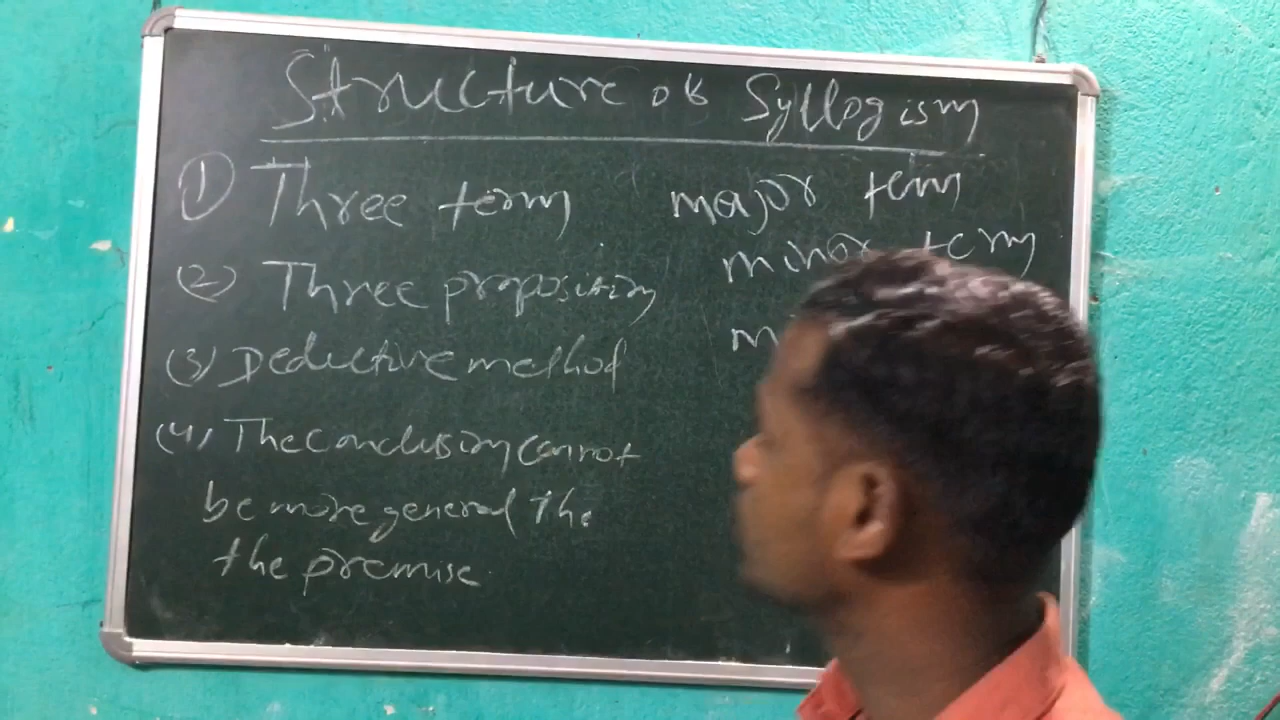 Structure of Syllogism
(1) Three term major term
minor term
(2) Three proposition
(3) Deductive method
(4) The conclusion cannot
be more general the
the premise.